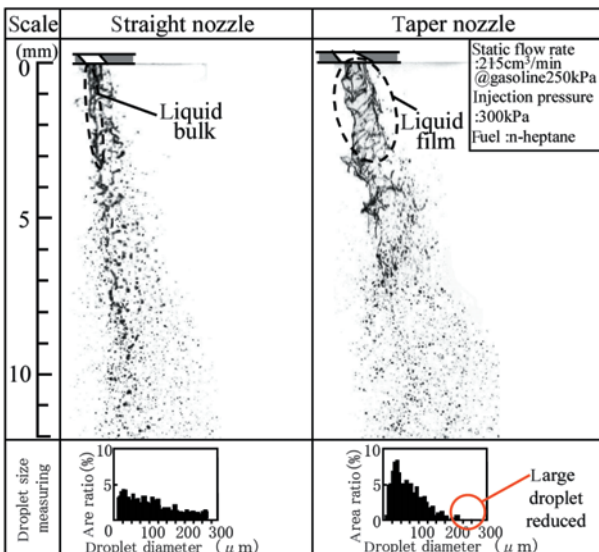 Scale
Straight nozzle
Taper nozzle
(mm)
0
5
10
Liquid
bulk
Liquid
film
Static flow rate
:215cm³/min
@gasoline250kPa
Injection pressure
:300kPa
Fuel :n-heptane
Droplet size
measuring
Are ratio(%)
10
5
0
0 100 200 300
Droplet diameter (μm)
Area ratio(%)
10
5
0
100 200 300
Droplet diameter (μm)
Large
droplet
reduced